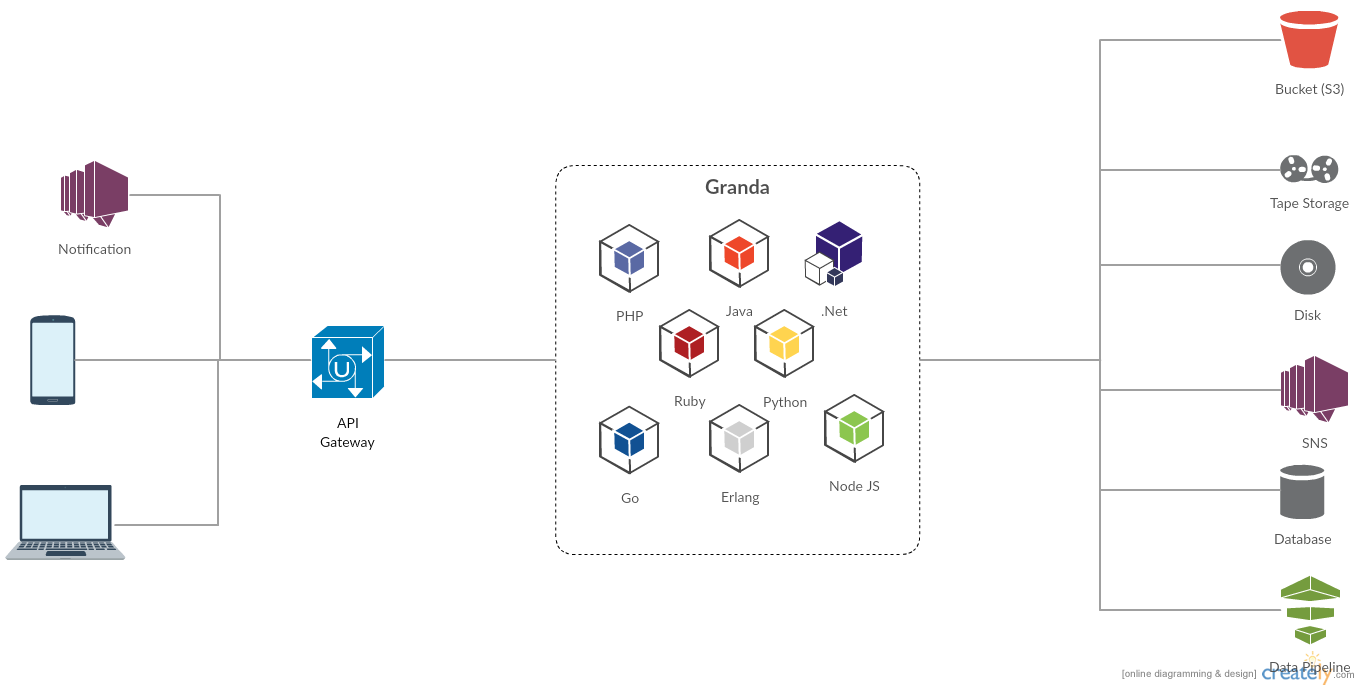 Bucket (S3)
Tape Storage
Granda
Notification
PHP
Java
.Net
Disk
U
API
Gateway
Ruby
Python
SNS
Go
Erlang
Node JS
Database
Data Pipeline
[online diagramming & design] creately.com